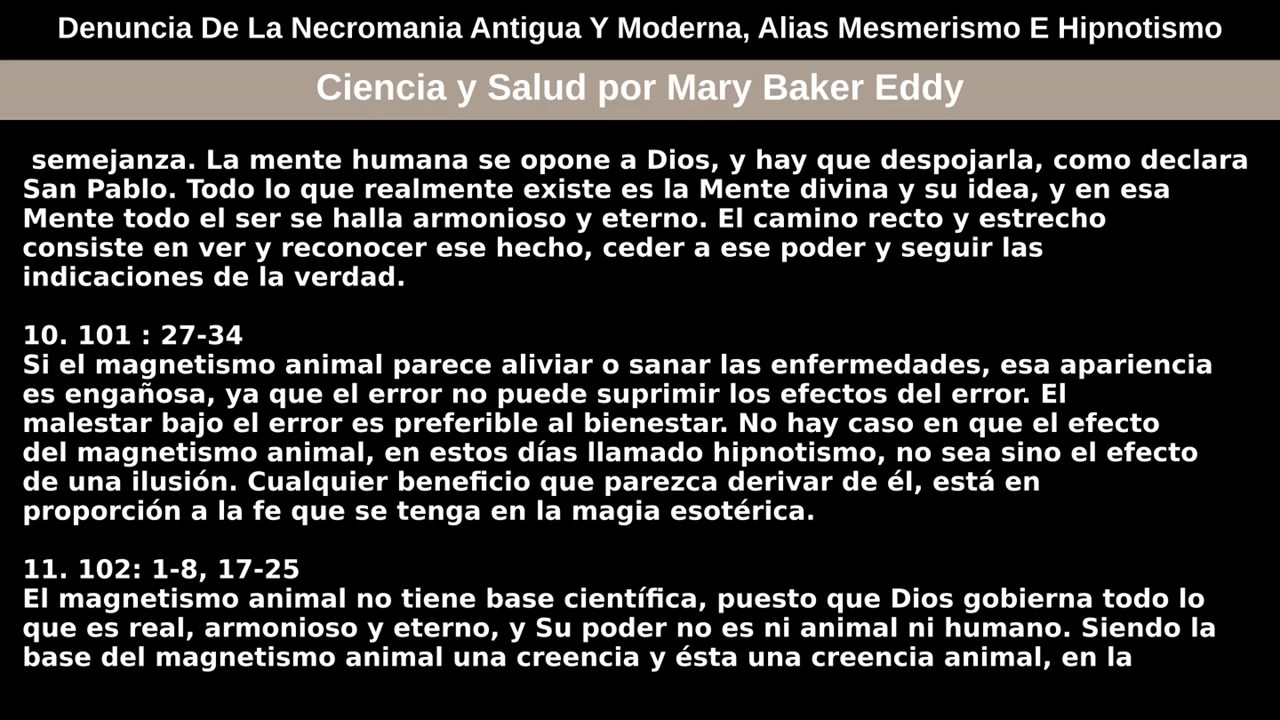 Denuncia De La Necromania Antigua Y Moderna, Alias Mesmerismo E Hipnotismo
Ciencia y Salud por Mary Baker Eddy
semejanza. La mente humana se opone a Dios, y hay que despojarla, como declara
San Pablo. Todo lo que realmente existe es la Mente divina y su idea, y en esa
Mente todo el ser se halla armonioso y eterno. El camino recto y estrecho
consiste en ver y reconocer ese hecho, ceder a ese poder y seguir las
indicaciones de la verdad.
10. 101 : 27-34
Si el magnetismo animal parece aliviar o sanar las enfermedades, esa apariencia
es engañosa, ya que el error no puede suprimir los efectos del error. El
malestar bajo el error es preferible al bienestar. No hay caso en que el efecto
del magnetismo animal, en estos días llamado hipnotismo, no sea sino el efecto
de una ilusión. Cualquier beneficio que parezca derivar de él, está en
proporción a la fe que se tenga en la magia esotérica.
11. 102: 1-8, 17-25
El magnetismo animal no tiene base científica, puesto que Dios gobierna todo lo
que es real, armonioso y eterno, y Su poder no es ni animal ni humano. Siendo la
base del magnetismo animal una creencia y ésta una creencia animal, en la